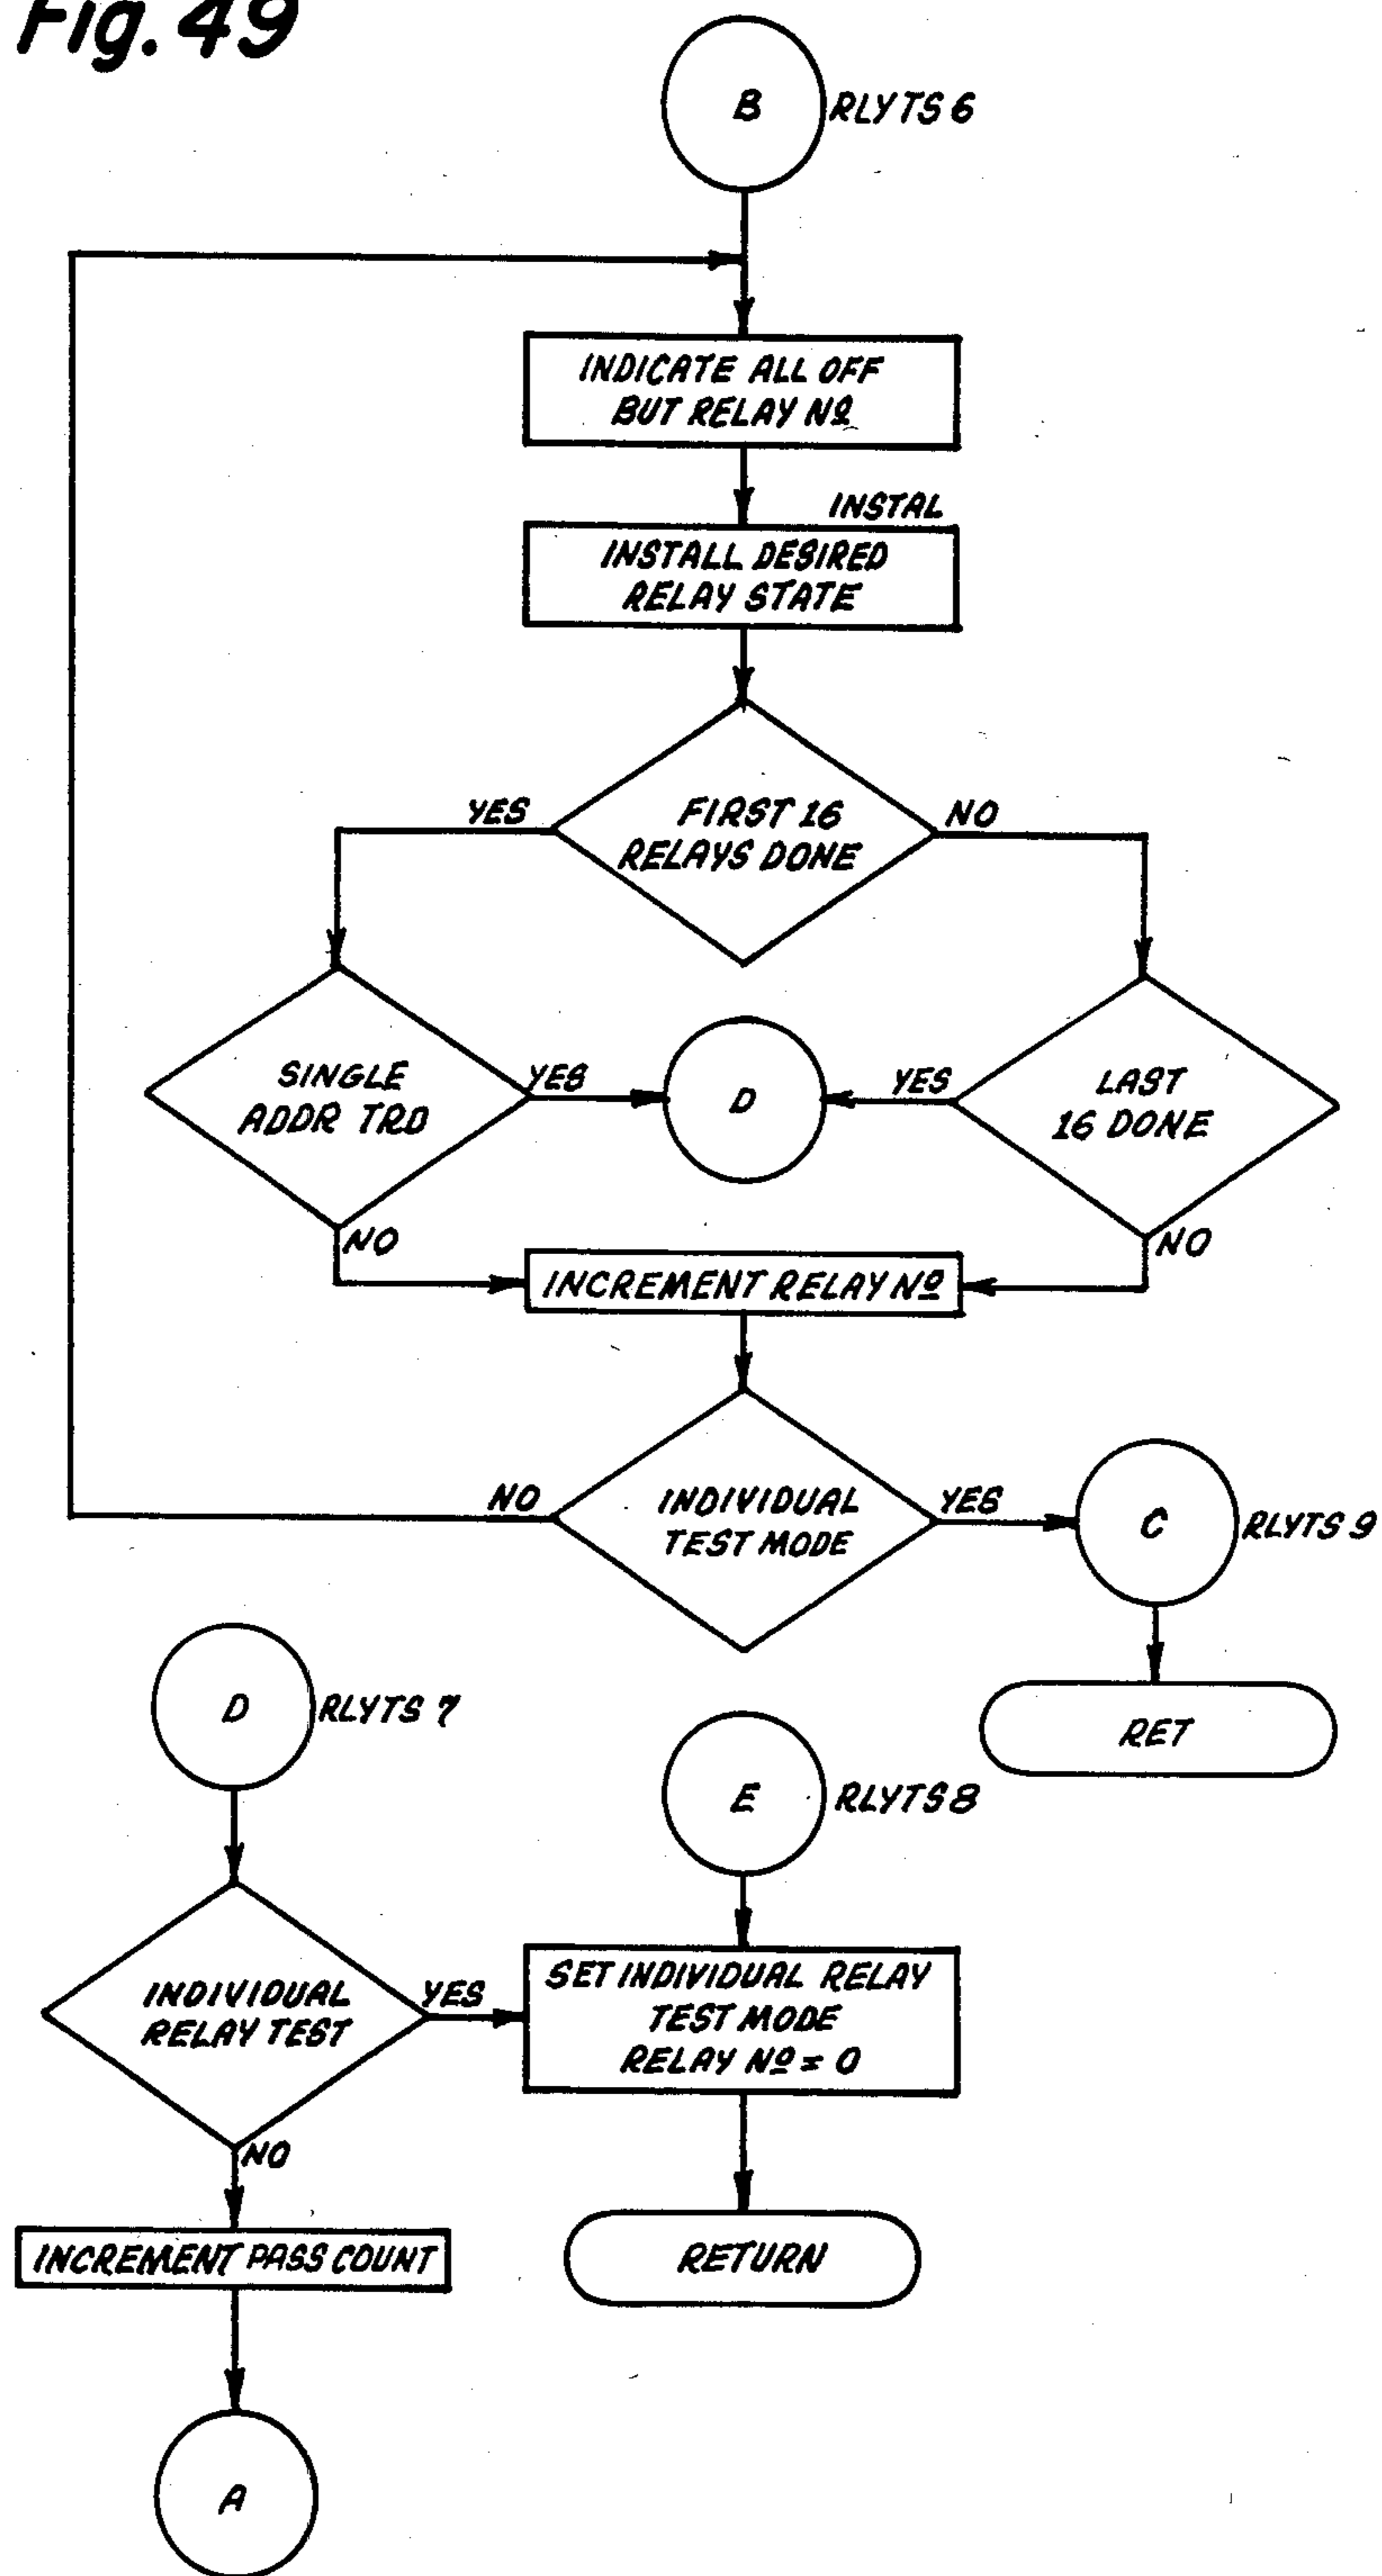 Fig. 49
B RLYTS 6
INDICATE ALL OFF
BUT RELAY Nº
INSTAL
INSTALL DESIRED
RELAY STATE
YES
FIRST 16
RELAYS DONE
NO
SINGLE
ADDR TRD
YES
D
YES
LAST
16 DONE
NO
INCREMENT RELAY Nº
NO
NO
INDIVIDUAL
TEST MODE
YES
C RLYTS 9
RET
D RLYTS 7
E RLYTS 8
INDIVIDUAL
RELAY TEST
YES
SET INDIVIDUAL RELAY
TEST MODE
RELAY Nº = 0
NO
INCREMENT PASS COUNT
RETURN
A